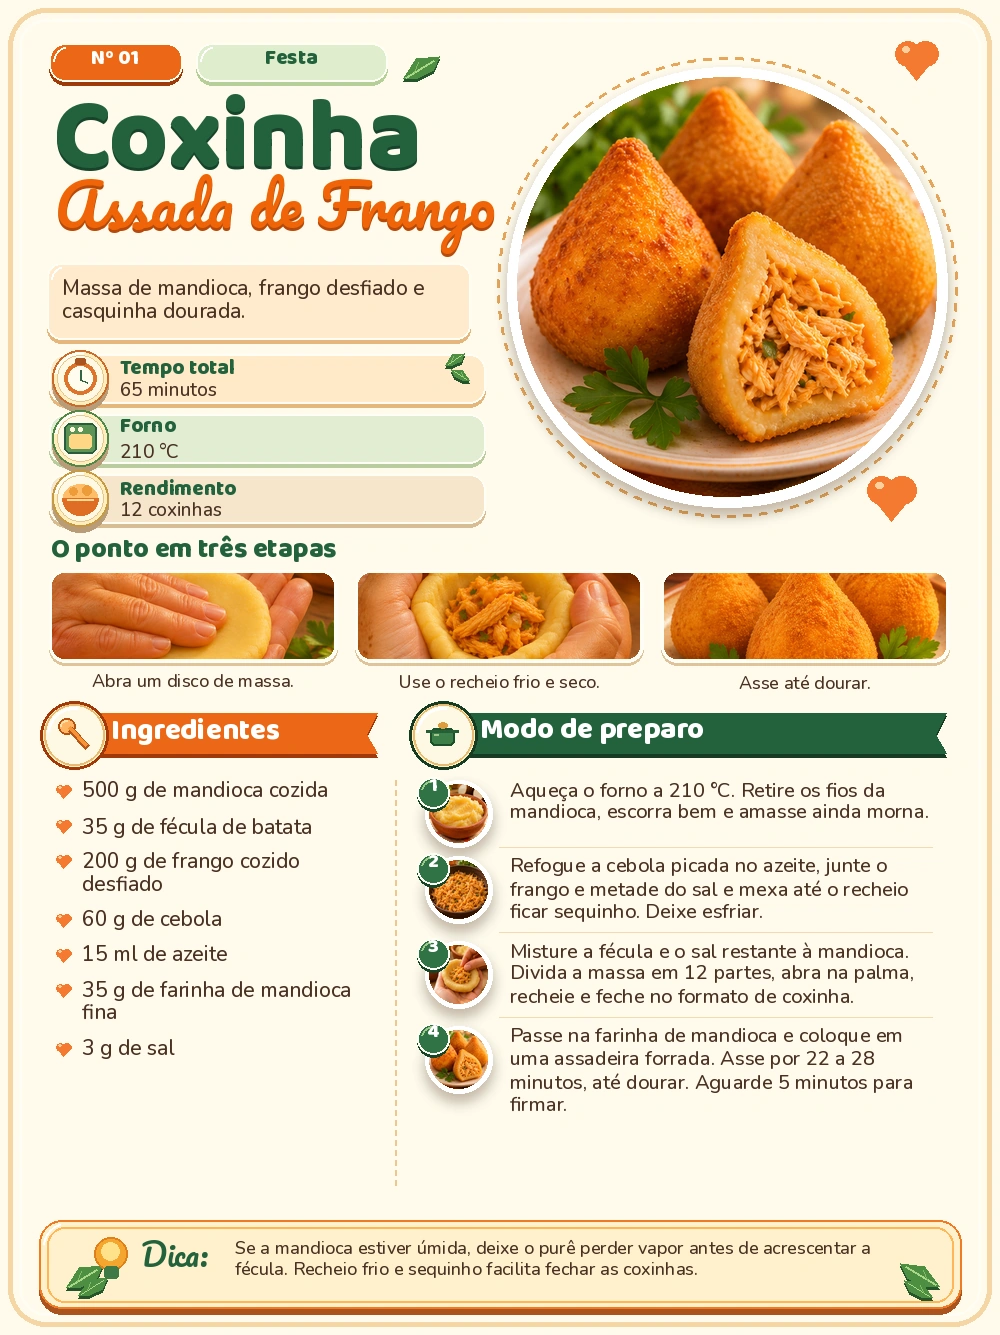 Nº 01
Festa
Coxinha
Assada de Frango
Massa de mandioca, frango desfiado e
casquinha dourada.
Tempo total
65 minutos
Forno
210 °C
Rendimento
12 coxinhas
O ponto em três etapas
Abra um disco de massa.
Use o recheio frio e seco.
Asse até dourar.
Ingredientes
500 g de mandioca cozida
35 g de fécula de batata
200 g de frango cozido
desfiado
60 g de cebola
15 ml de azeite
35 g de farinha de mandioca
fina
3 g de sal
Modo de preparo
1
Aqueça o forno a 210 °C. Retire os fios da
mandioca, escorra bem e amasse ainda morna.
2
Refogue a cebola picada no azeite, junte o
frango e metade do sal e mexa até o recheio
ficar sequinho. Deixe esfriar.
3
Misture a fécula e o sal restante à mandioca.
Divida a massa em 12 partes, abra na palma,
recheie e feche no formato de coxinha.
4
Passe na farinha de mandioca e coloque em
uma assadeira forrada. Asse por 22 a 28
minutos, até dourar. Aguarde 5 minutos para
firmar.
Dica:
Se a mandioca estiver úmida, deixe o purê perder vapor antes de acrescentar a
fécula. Recheio frio e sequinho facilita fechar as coxinhas.